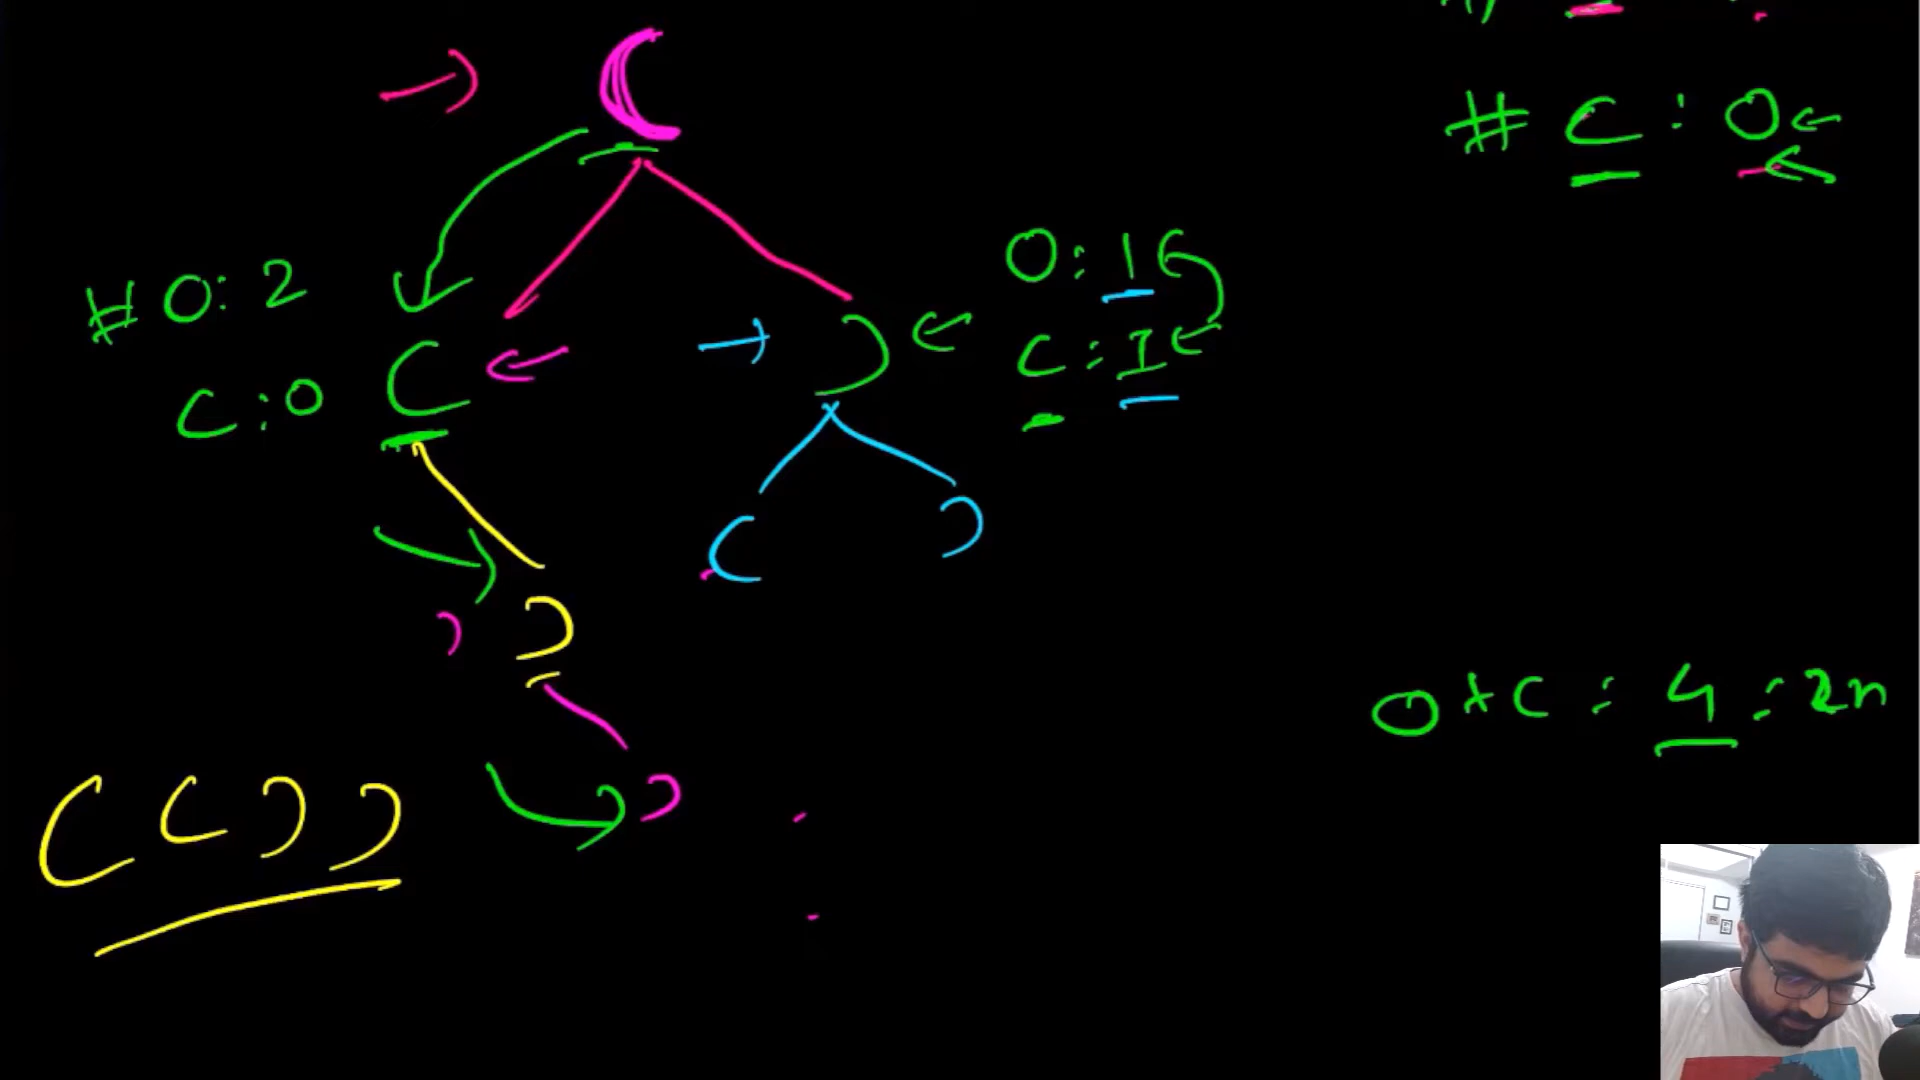 (
# C : 0
O : 1
# O : 2
)
C : 1
C : 0
(
( )
)
O + C : 4 : 2n
)
( ( ) )